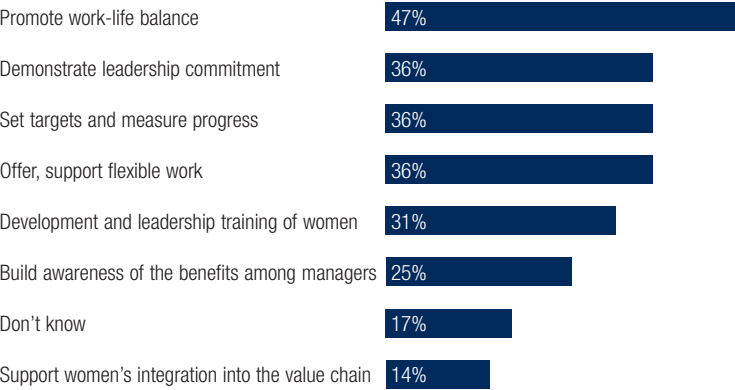 Promote work-life balance 47%
Demonstrate leadership commitment 36%
Set targets and measure progress 36%
Offer, support flexible work 36%
Development and leadership training of women 31%
Build awareness of the benefits among managers 25%
Don’t know 17%
Support women’s integration into the value chain 14%